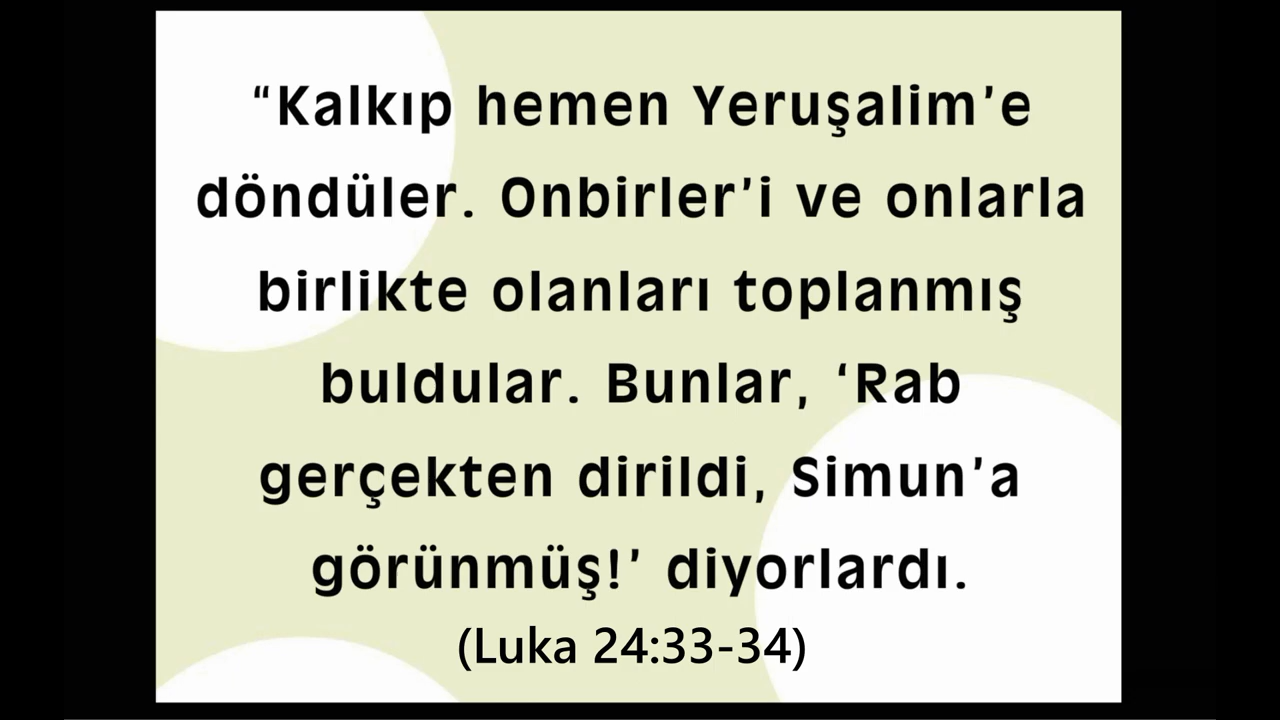 “Kalkıp hemen Yeruşalim’e
döndüler. Onbirler’i ve onlarla
birlikte olanları toplanmış
buldular. Bunlar, ‘Rab
gerçekten dirildi, Simun’a
görünmüş!’ diyorlardı.
(Luka 24:33-34)